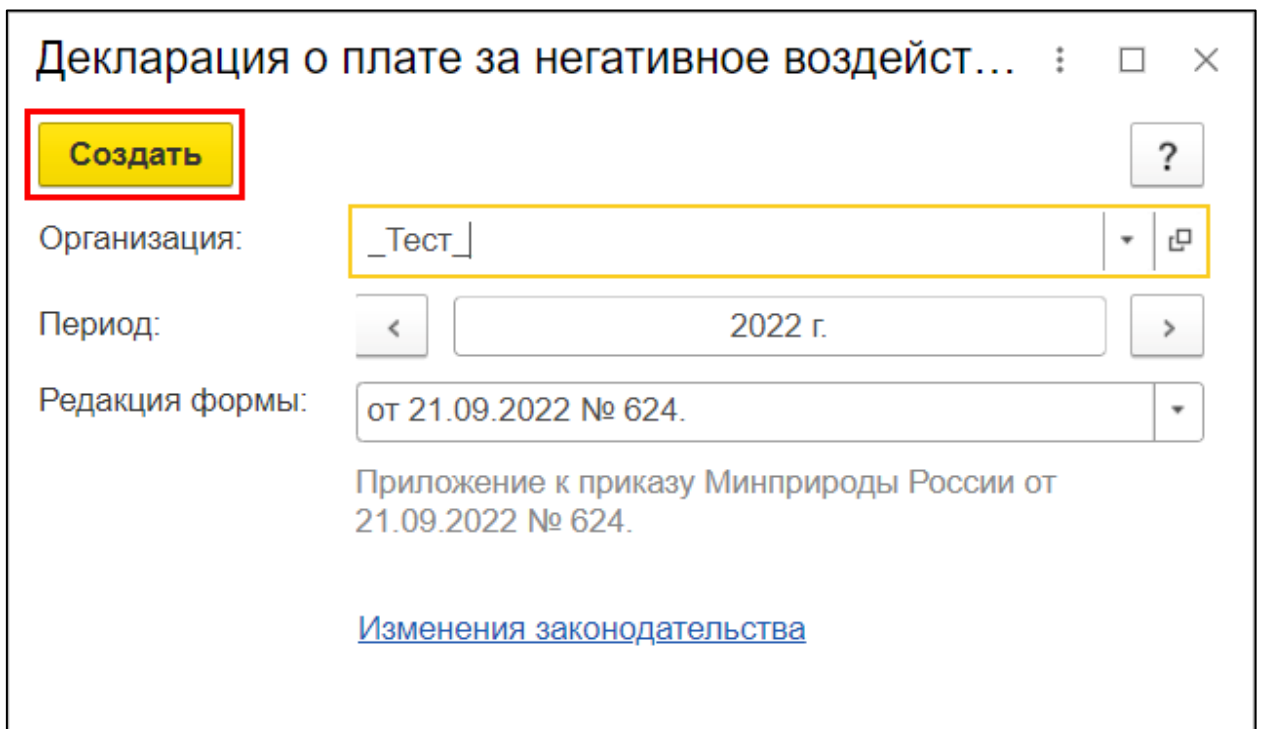 Декларация о плате за негативное воздейст...
Создать
?
Организация:
_Тест_
Период:
<
2022 г.
>
Редакция формы:
от 21.09.2022 № 624.
Приложение к приказу Минприроды России от
21.09.2022 № 624.
Изменения законодательства